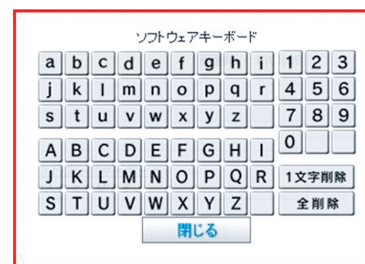 ソフトウェアキーボード
a b c d e f g h i 1 2 3
j k l m n o p q r 4 5 6
s t u v w x y z 7 8 9
0
A B C D E F G H I
J K L M N O P Q R 1文字削除
S T U V W X Y Z 全削除
閉じる